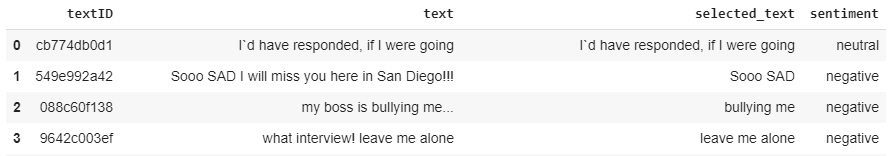 textID text selected_text sentiment
0 cb774db0d1 I`d have responded, if I were going I`d have responded, if I were going neutral
1 549e992a42 Sooo SAD I will miss you here in San Diego!!! Sooo SAD negative
2 088c60f138 my boss is bullying me... bullying me negative
3 9642c003ef what interview! leave me alone leave me alone negative